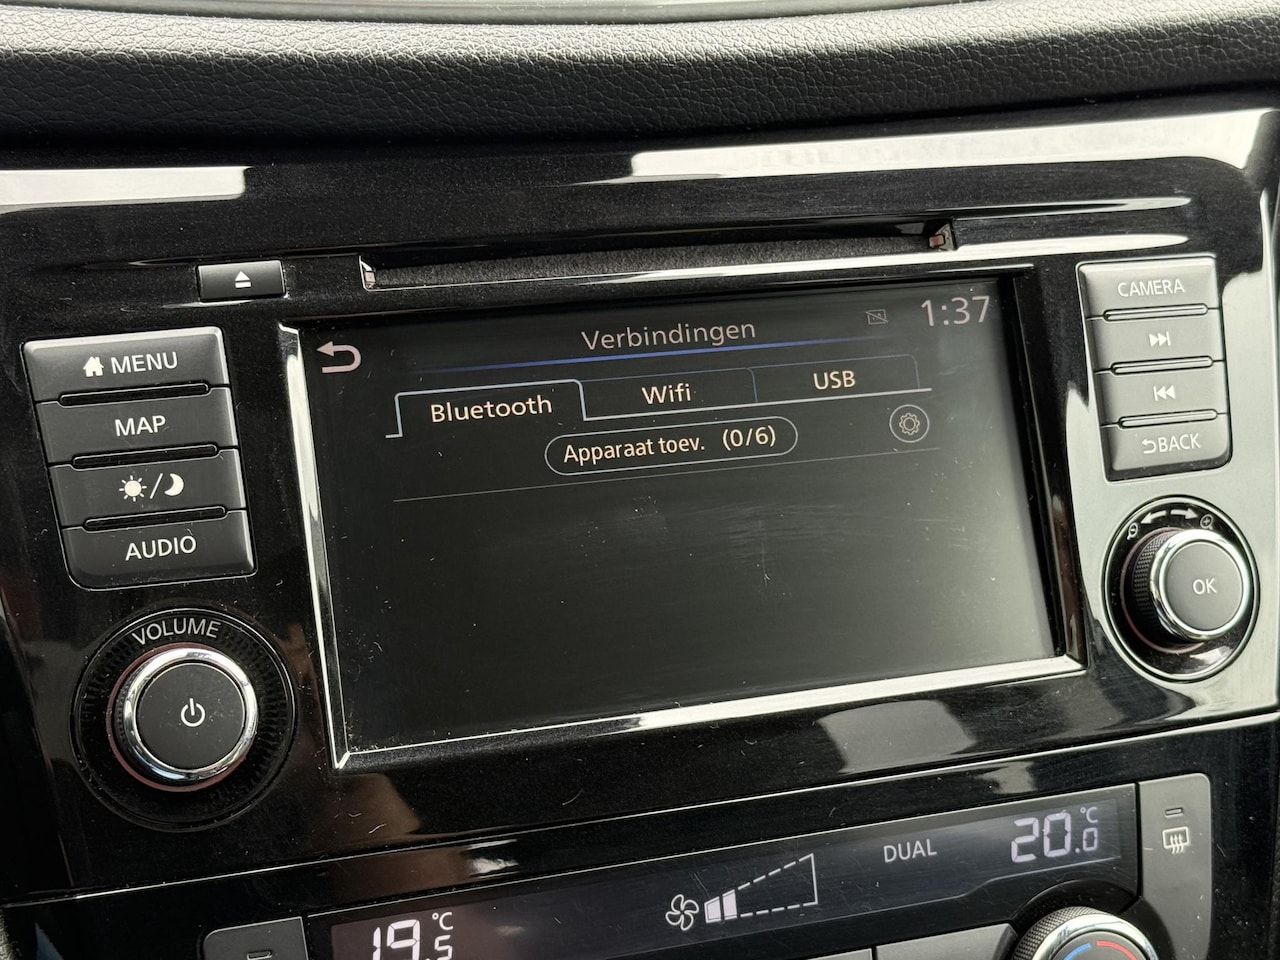 Verbindingen
1:37
Bluetooth
Wifi
USB
Apparaat toev. (0/6)
MENU
MAP
AUDIO
VOLUME
CAMERA
BACK
OK
DUAL
20.0 °C
19.5 °C